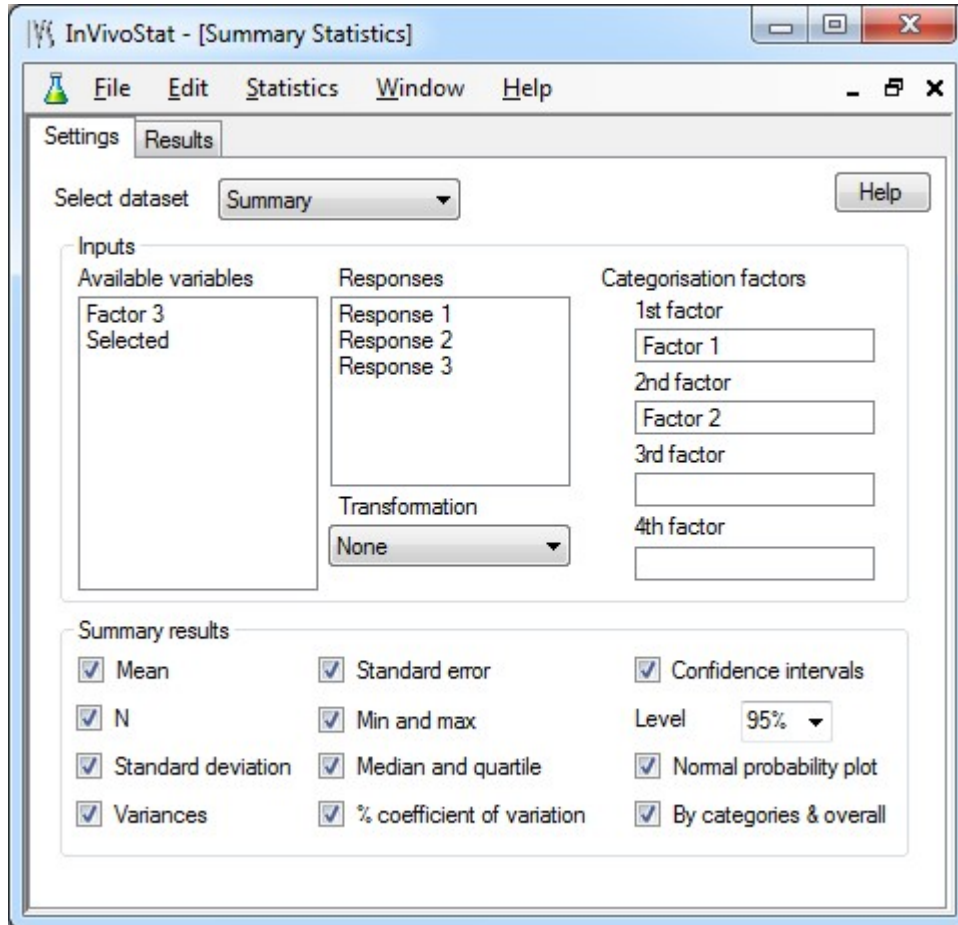 InVivoStat - [Summary Statistics]
File Edit Statistics Window Help
Settings Results
Select dataset Summary Help
Inputs
Available variables
Factor 3
Selected
Responses
Response 1
Response 2
Response 3
Transformation
None
Categorisation factors
1st factor
Factor 1
2nd factor
Factor 2
3rd factor
4th factor
Summary results
Mean Standard error Confidence intervals
N Min and max Level 95%
Standard deviation Median and quartile Normal probability plot
Variances % coefficient of variation By categories & overall